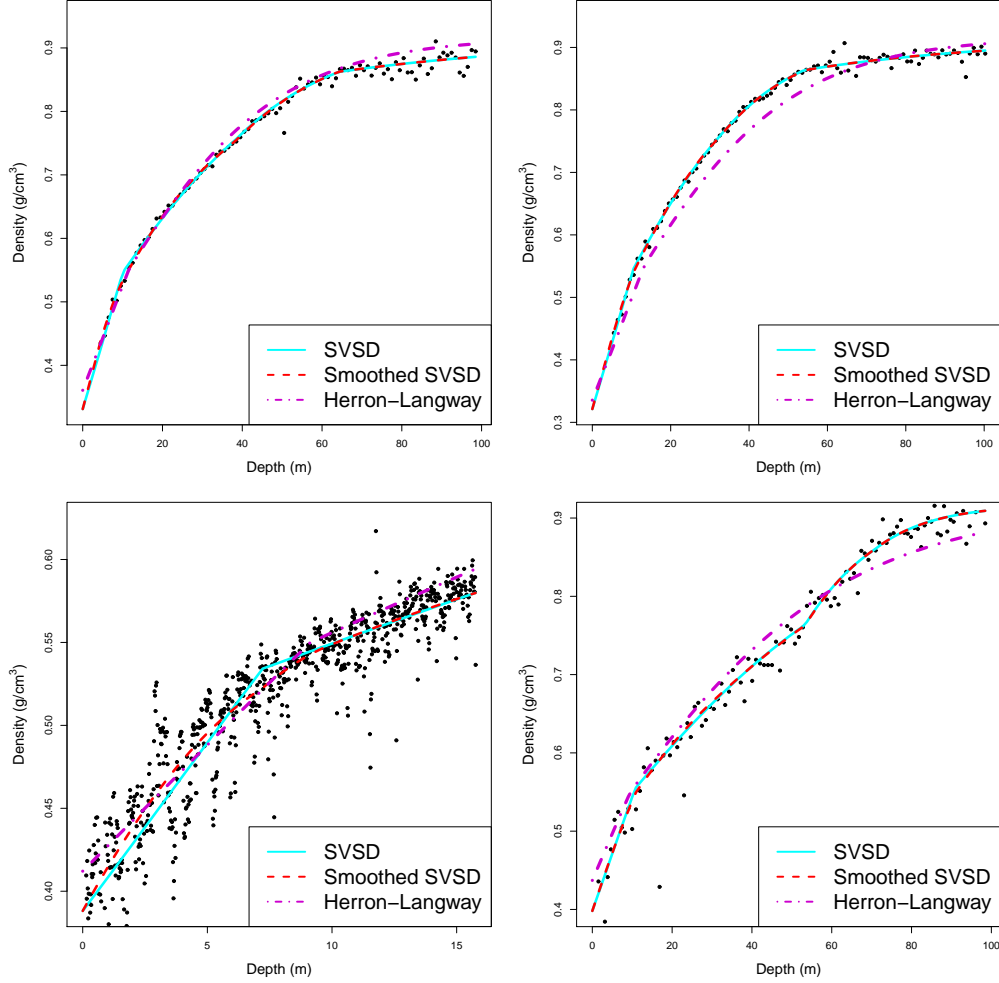 0.9
0.8
0.7
0.6
0.5
0.4
Density (g/cm³)
0 20 40 60 80 100
Depth (m)
SVSD
Smoothed SVSD
Herron−Langway
0.9
0.8
0.7
0.6
0.5
0.4
0.3
Density (g/cm³)
0 20 40 60 80 100
Depth (m)
SVSD
Smoothed SVSD
Herron−Langway
0.60
0.55
0.50
0.45
0.40
Density (g/cm³)
0 5 10 15
Depth (m)
SVSD
Smoothed SVSD
Herron−Langway
0.9
0.8
0.7
0.6
0.5
0.4
Density (g/cm³)
0 20 40 60 80 100
Depth (m)
SVSD
Smoothed SVSD
Herron−Langway